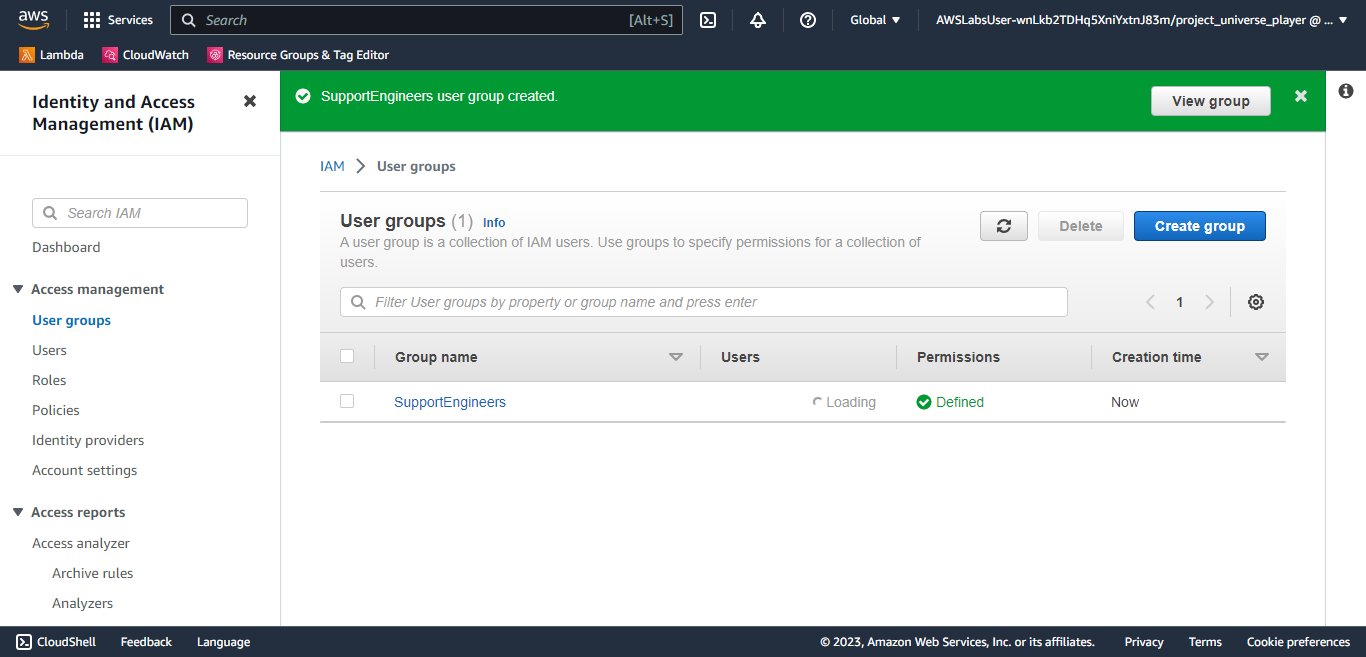 aws
Services
Search
[Alt+S]
Global
AWSLabsUser-wnLkb2TDHq5XniYxtnJ83m/project_universe_player @ ...
Lambda
CloudWatch
Resource Groups & Tag Editor
Identity and Access
Management (IAM)
Search IAM
Dashboard
Access management
User groups
Users
Roles
Policies
Identity providers
Account settings
Access reports
Access analyzer
Archive rules
Analyzers
SupportEngineers user group created.
View group
IAM
User groups
User groups (1) Info
A user group is a collection of IAM users. Use groups to specify permissions for a collection of
users.
Delete
Create group
Filter User groups by property or group name and press enter
1
Group name
Users
Permissions
Creation time
SupportEngineers
Loading
Defined
Now
CloudShell
Feedback
Language
© 2023, Amazon Web Services, Inc. or its affiliates.
Privacy
Terms
Cookie preferences